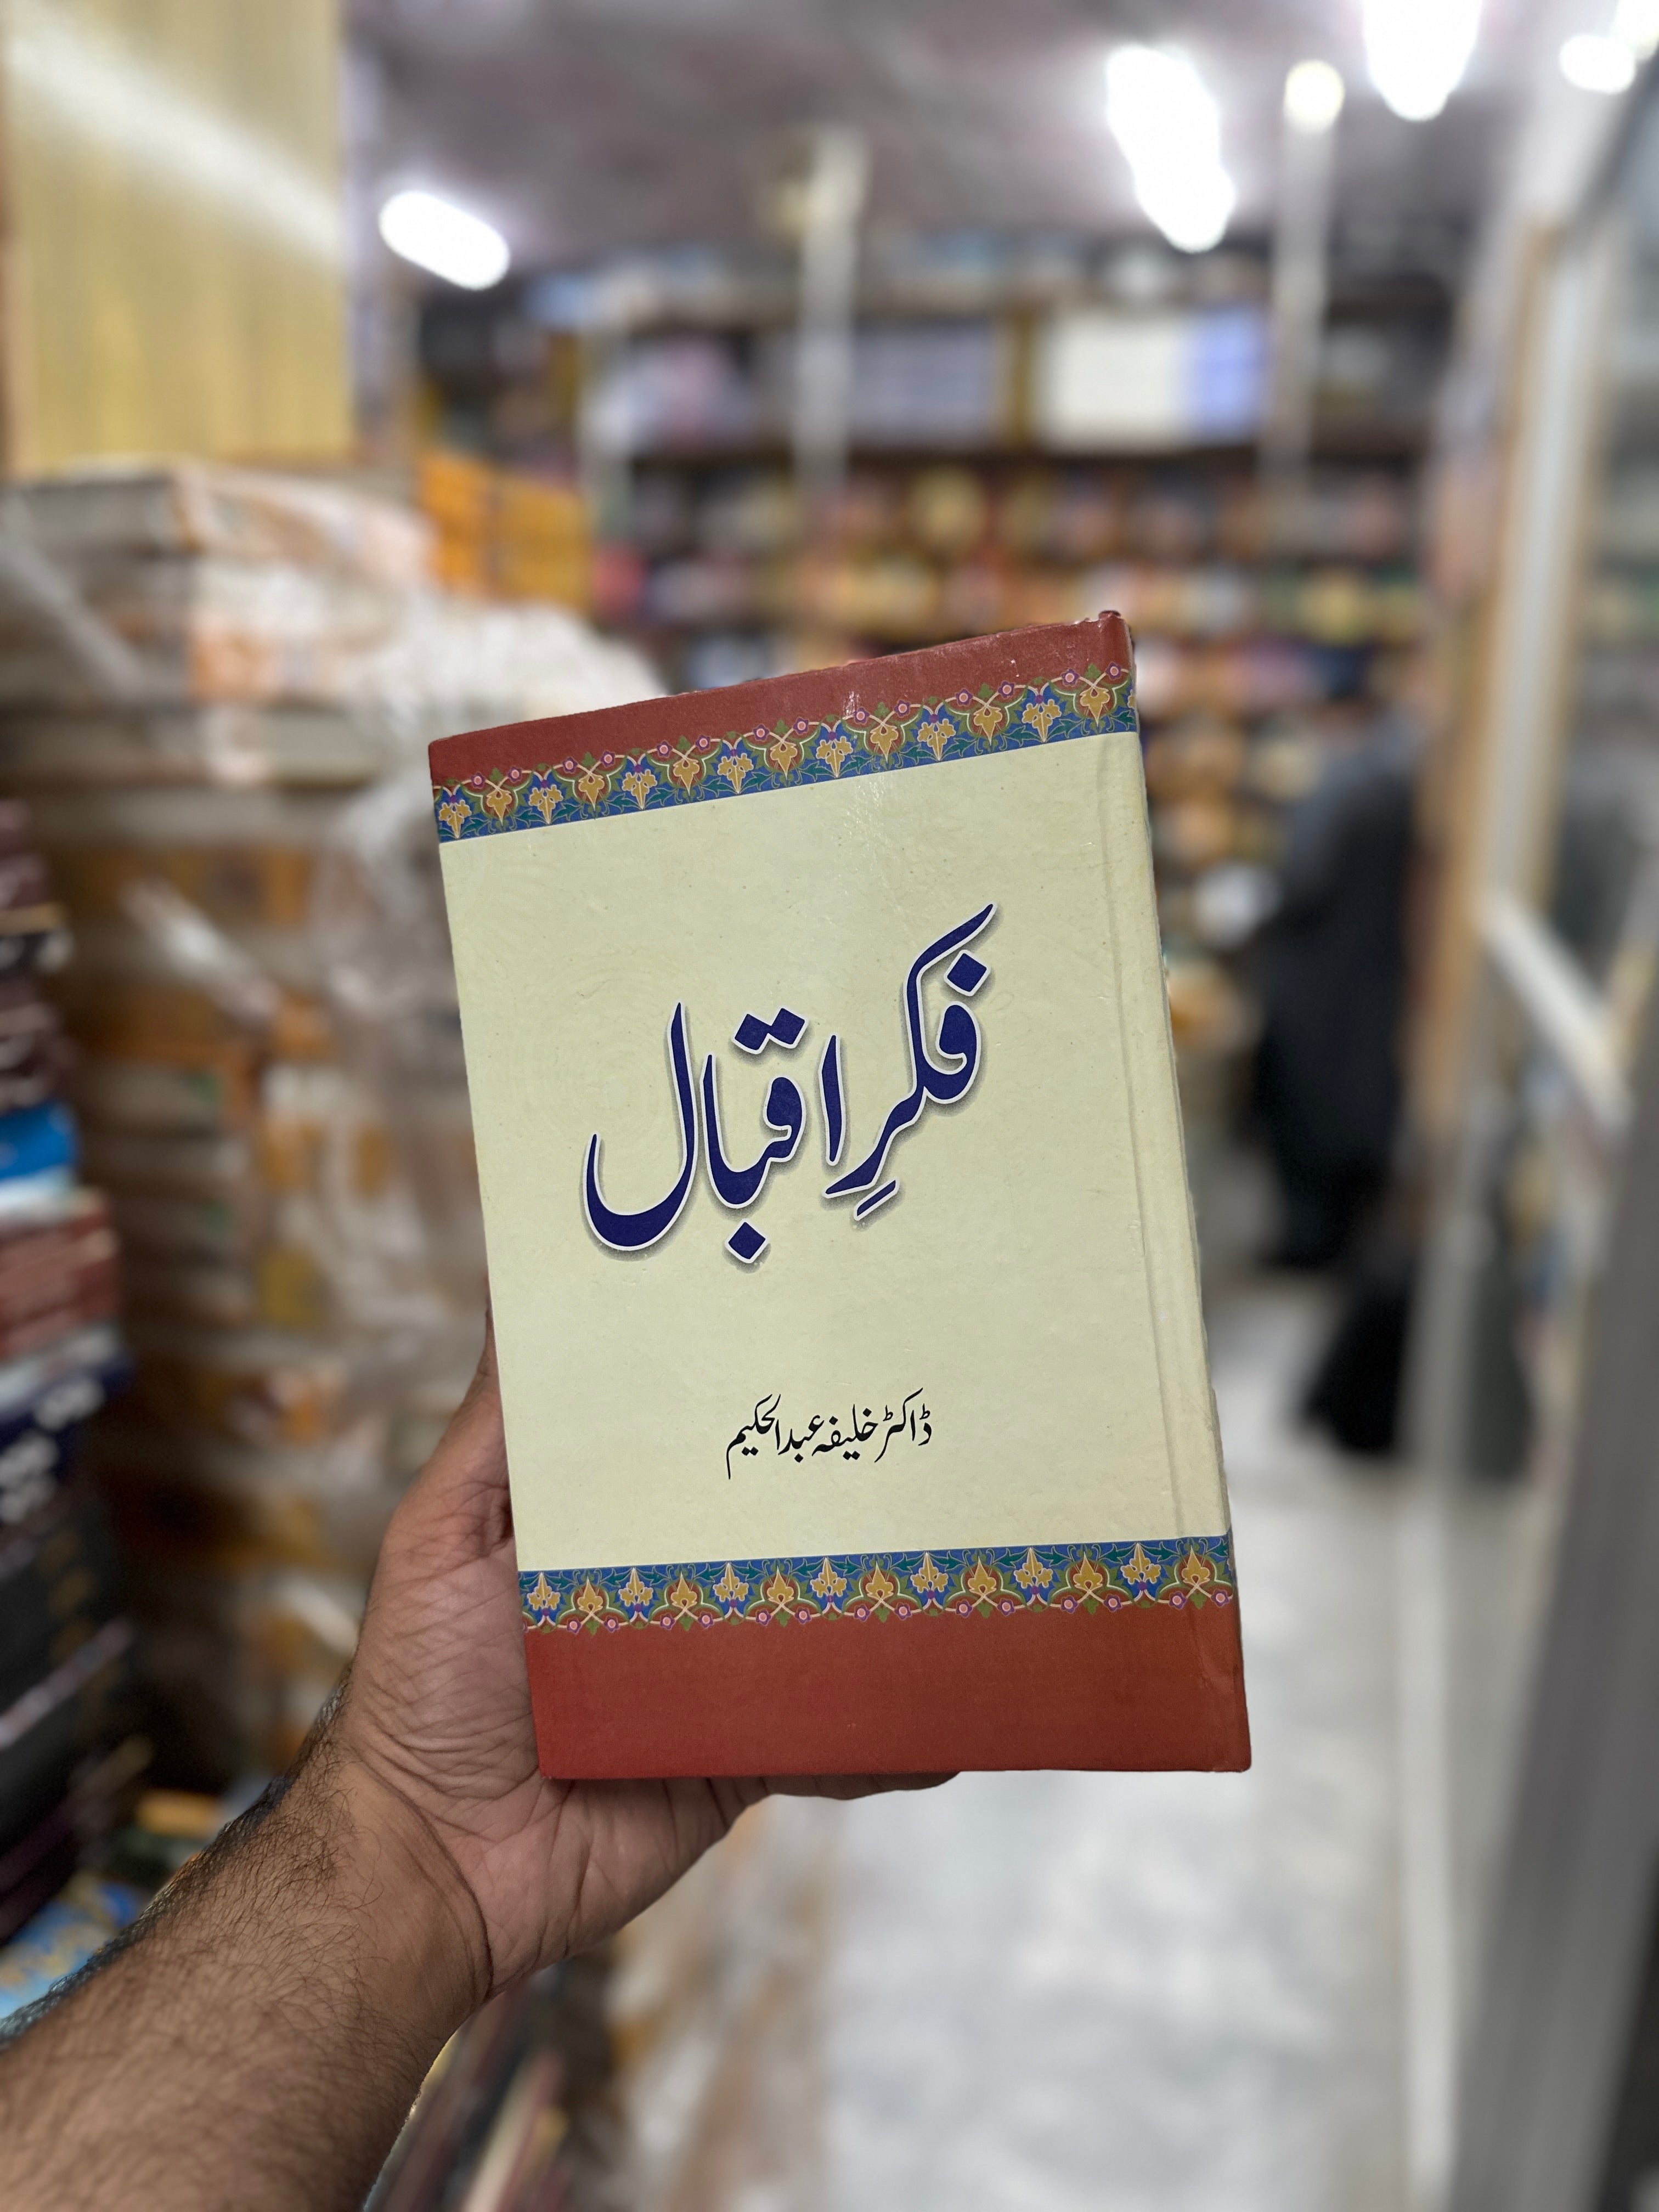 فکرِ اقبال
ڈاکٹر خلیفہ عبدالحکیم